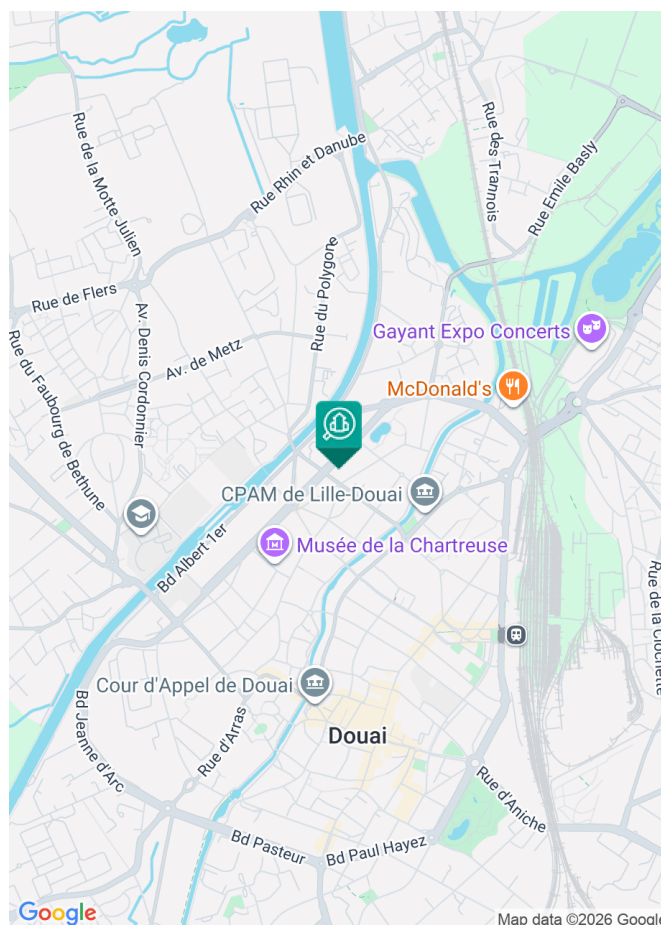 Rue de la Motte Julien
Rue Rhin et Danube
Rue des Trannois
Rue Emile Basly
Rue du Polygone
Rue de Flers
Av. Denis Cordonnier
Av. de Metz
Gayant Expo Concerts
McDonald's
Rue du Faubourg de Bethune
CPAM de Lille-Douai
Bd Albert 1er
Musée de la Chartreuse
Rue de la Clochette
Cour d'Appel de Douai
Bd Jeanne d'Arc
Rue d'Arras
Douai
Rue d'Aniche
Bd Pasteur
Bd Paul Hayez
Google
Map data ©2026 Google